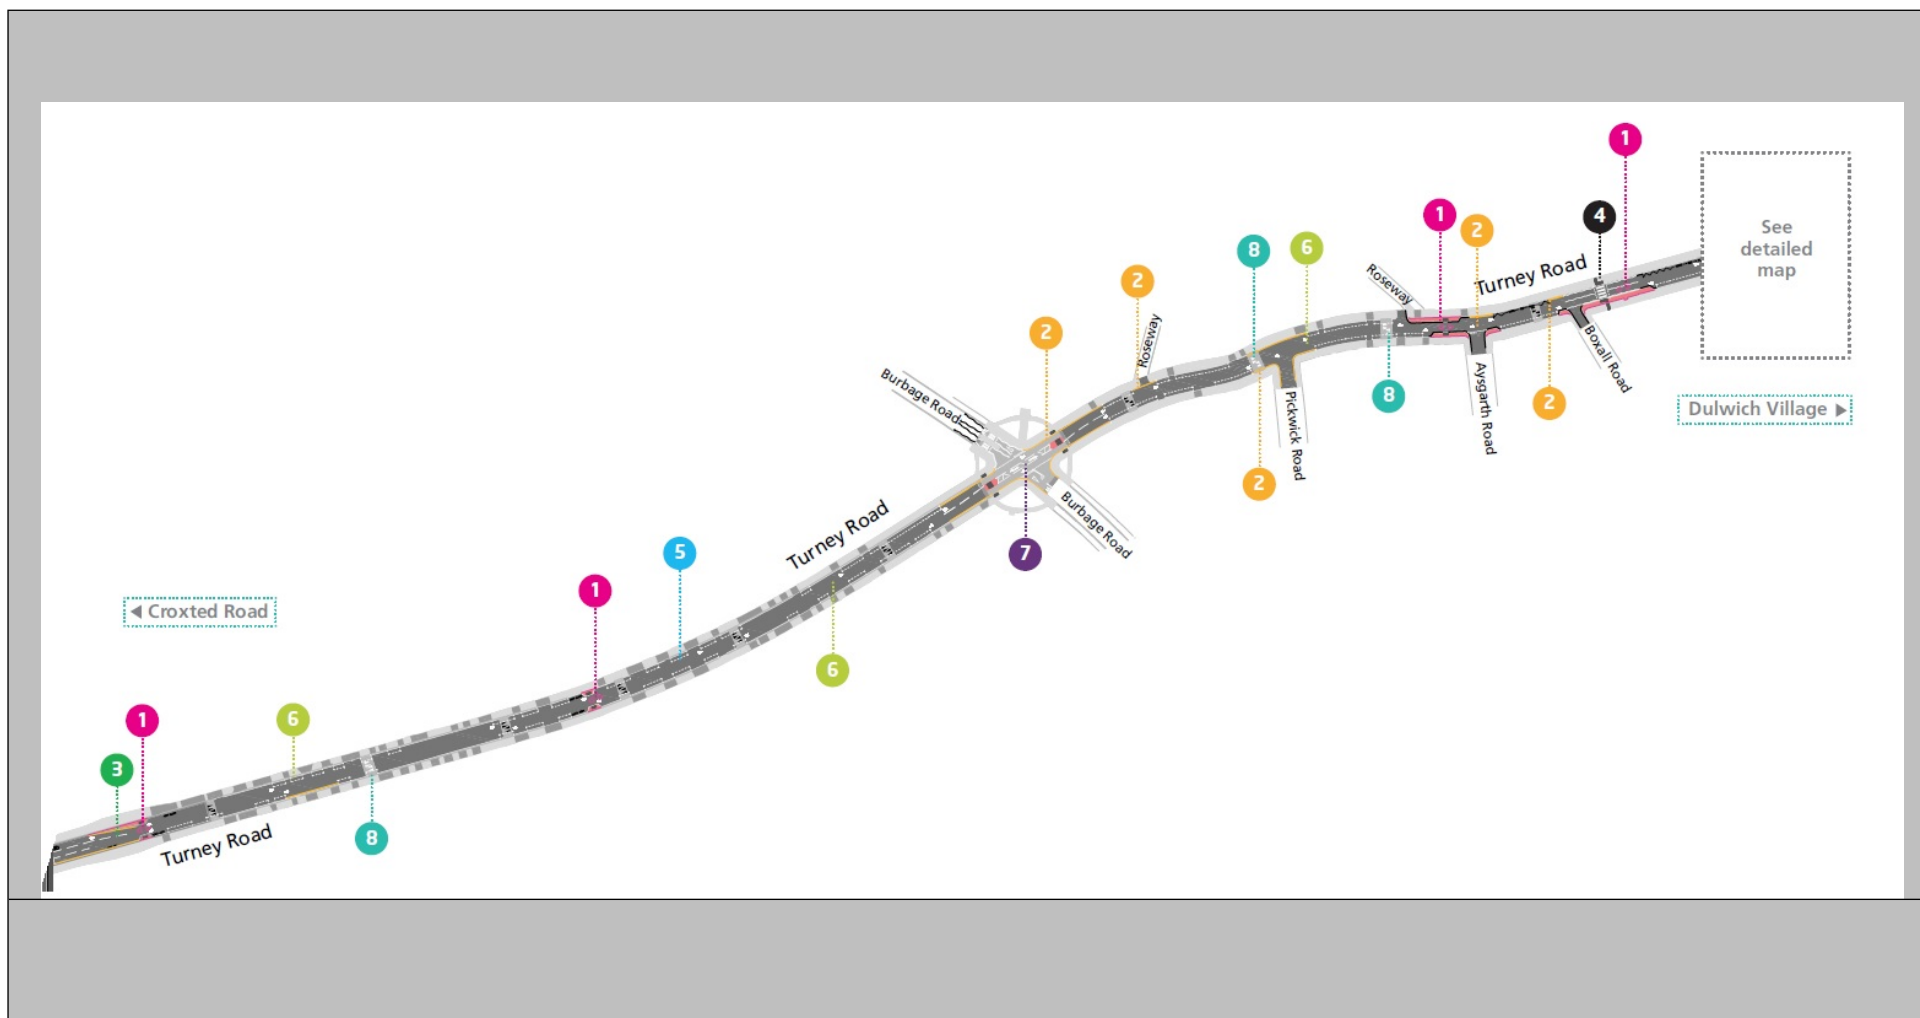 1
See
detailed
map
4
1
2
Turney Road
8
6
Roseway
2
Roseway
2
Boxall Road
Burbage Road
Aysgarth Road
8
2
Dulwich Village
Pickwick Road
2
Burbage Road
Turney Road
7
5
1
Croxted Road
6
1
6
3
Turney Road
8